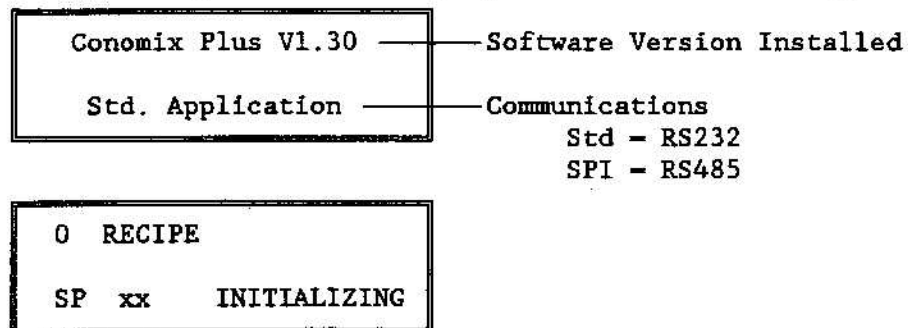 Conomix Plus V1.30
Software Version Installed
Std. Application
Communications
Std = RS232
SPI = RS485
0 RECIPE
SP xx INITIALIZING